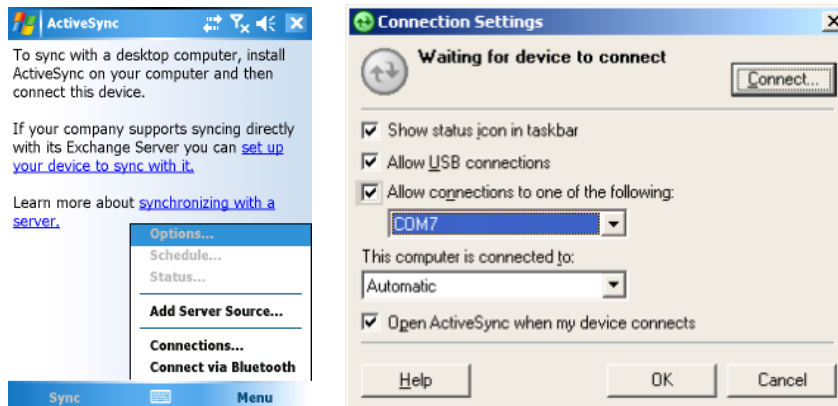 ActiveSync
To sync with a desktop computer, install
ActiveSync on your computer and then
connect this device.
If your company supports syncing directly
with its Exchange Server you can set up
your device to sync with it.
Learn more about synchronizing with a
server.
Options...
Schedule...
Status...
Add Server Source...
Connections...
Connect via Bluetooth
Sync
Menu
Connection Settings
Waiting for device to connect
Connect...
Show status icon in taskbar
Allow USB connections
Allow connections to one of the following:
COM7
This computer is connected to:
Automatic
Open ActiveSync when my device connects
Help
OK
Cancel